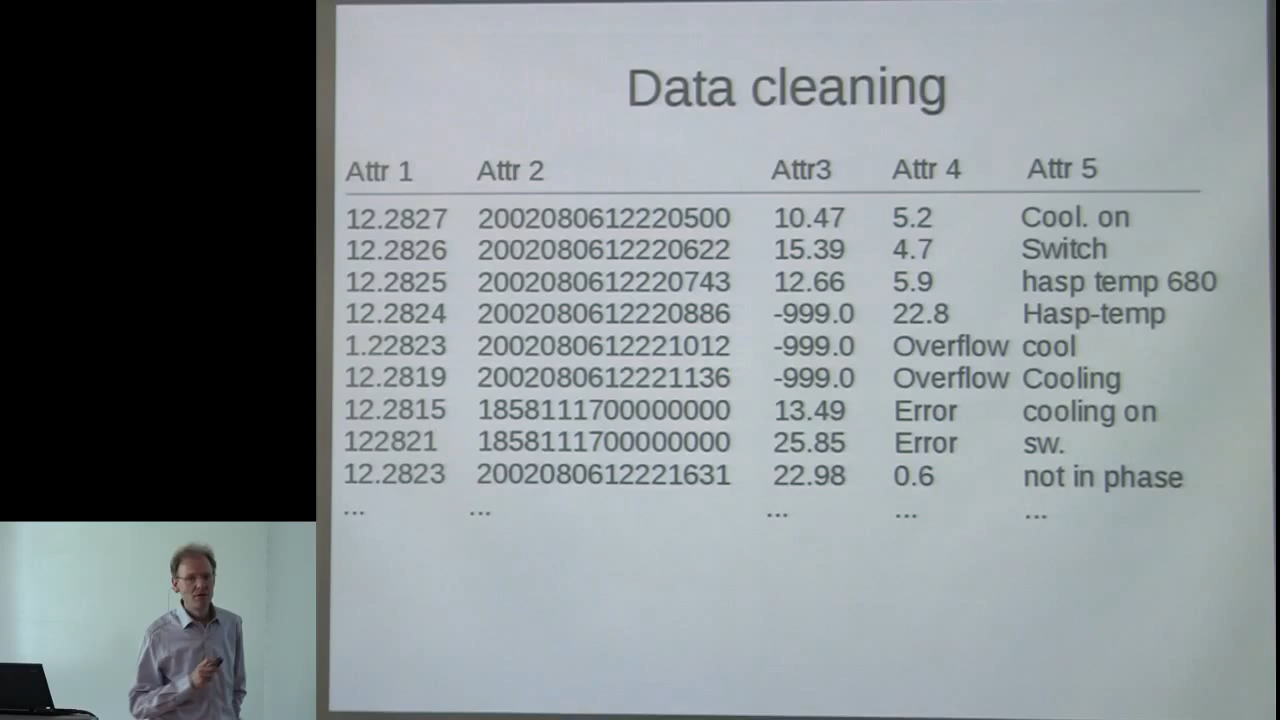 Data cleaning
Attr 1 Attr 2 Attr3 Attr 4 Attr 5
12.2827 2002080612220500 10.47 5.2 Cool. on
12.2826 2002080612220622 15.39 4.7 Switch
12.2825 2002080612220743 12.66 5.9 hasp temp 680
12.2824 2002080612220886 -999.0 22.8 Hasp-temp
1.22823 2002080612221012 -999.0 Overflow cool
12.2819 2002080612221136 -999.0 Overflow Cooling
12.2815 1858111700000000 13.49 Error cooling on
122821 1858111700000000 25.85 Error sw.
12.2823 2002080612221631 22.98 0.6 not in phase
... ... ... ... ...